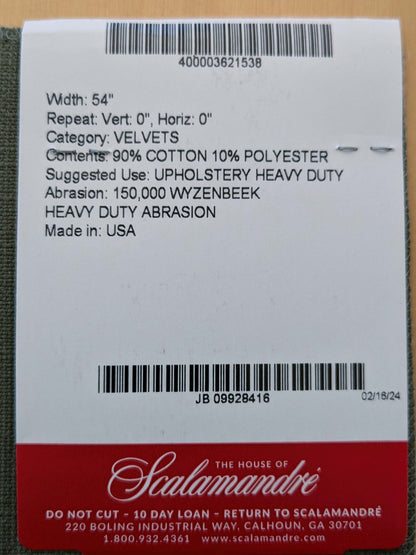 400003621538
Width: 54"
Repeat: Vert: 0", Horiz: 0"
Category: VELVETS
Contents: 90% COTTON 10% POLYESTER
Suggested Use: UPHOLSTERY HEAVY DUTY
Abrasion: 150,000 WYZENBEEK
HEAVY DUTY ABRASION
Made in: USA
JB 09928416
02/16/24
THE HOUSE OF
Scalamandré
DO NOT CUT – 10 DAY LOAN – RETURN TO SCALAMANDRÉ
220 BOLING INDUSTRIAL WAY, CALHOUN, GA 30701
1.800.932.4361 www.scalamandre.com